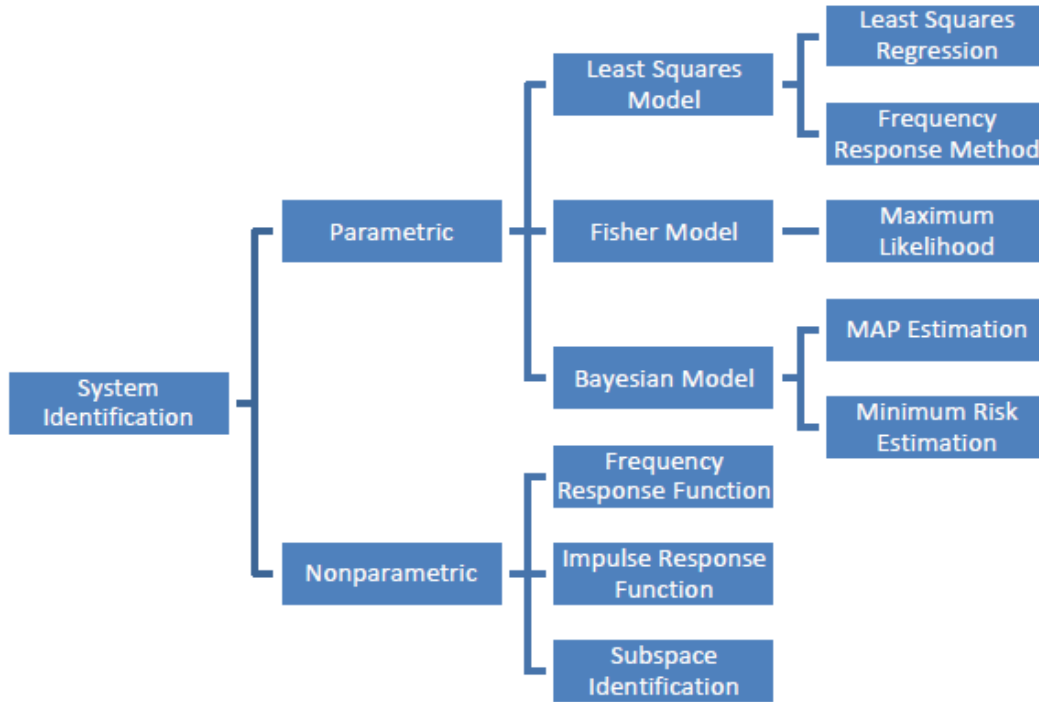 System
Identification
Parametric
Least Squares
Model
Least Squares
Regression
Frequency
Response Method
Fisher Model
Maximum
Likelihood
Bayesian Model
MAP Estimation
Minimum Risk
Estimation
Nonparametric
Frequency
Response Function
Impulse Response
Function
Subspace
Identification